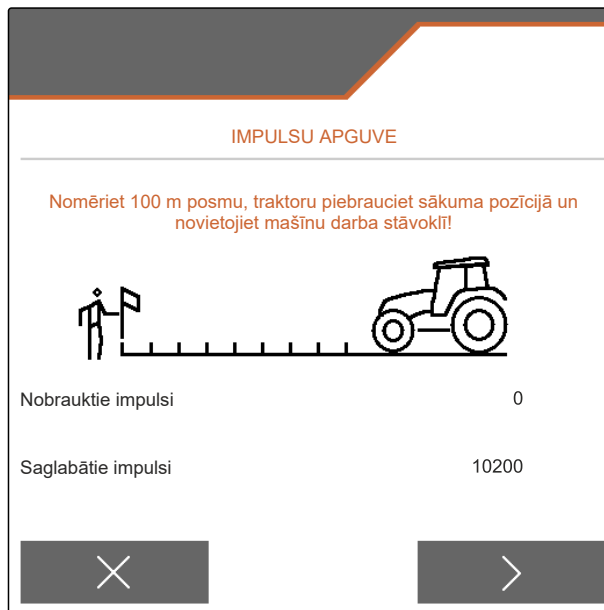 IMPULSU APGUVE
Nomēriet 100 m posmu, traktoru piebrauciet sākuma pozīcijā un
novietojiet mašīnu darba stāvoklī!
Nobrauktie impulsi 0
Saglabātie impulsi 10200